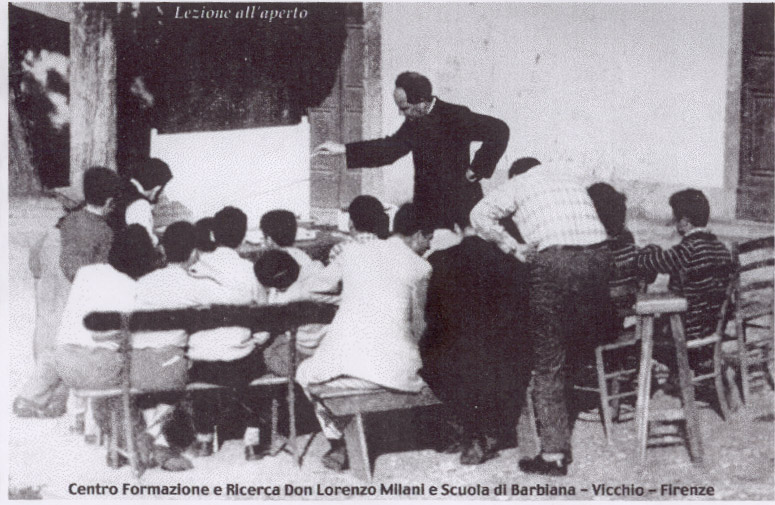 Lezione all'aperto
Centro Formazione e Ricerca Don Lorenzo Milani e Scuola di Barbiana – Vicchio – Firenze